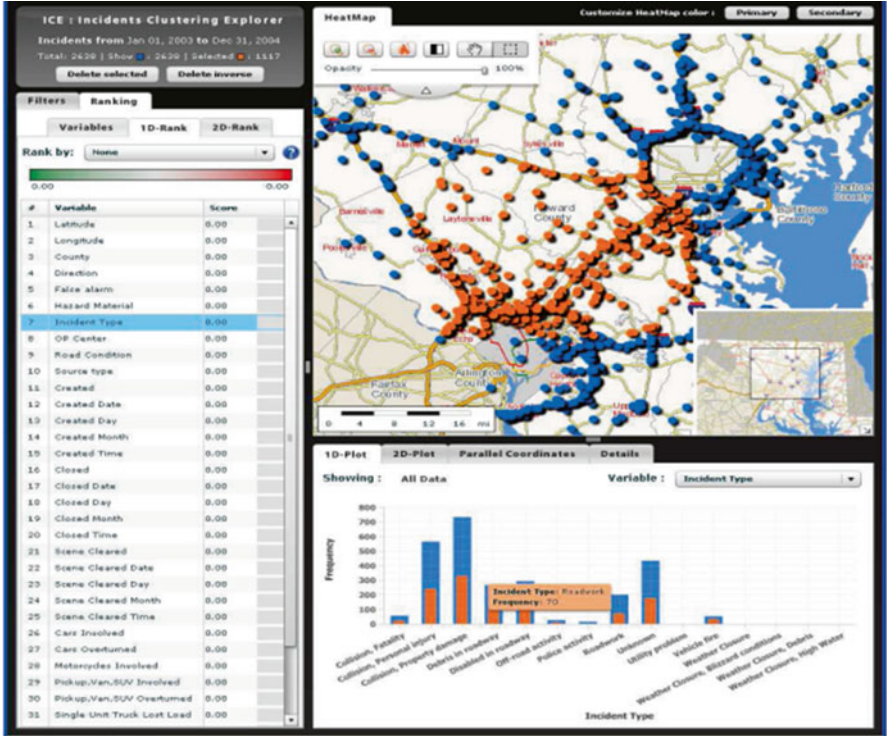 ICE : Incidents Clustering Explorer
Incidents from Jan 01, 2003 to Dec 31, 2004
Total: 2638 | Show : 2638 | Selected : 1117
Delete selected Delete inverse
Filters Ranking
Variables 1D-Rank 2D-Rank
Rank by: None
0.00 0.00
# Variable Score
1 Latitude 0.00
2 Longitude 0.00
3 County 0.00
4 Direction 0.00
5 False alarm 0.00
6 Hazard Material 0.00
7 Incident Type 0.00
8 OP Center 0.00
9 Road Condition 0.00
10 Source type 0.00
11 Created 0.00
12 Created Date 0.00
13 Created Day 0.00
14 Created Month 0.00
15 Created Time 0.00
16 Closed 0.00
17 Closed Date 0.00
18 Closed Day 0.00
19 Closed Month 0.00
20 Closed Time 0.00
21 Scene Cleared 0.00
22 Scene Cleared Date 0.00
23 Scene Cleared Day 0.00
24 Scene Cleared Month 0.00
25 Scene Cleared Time 0.00
26 Cars Involved 0.00
27 Cars Overturned 0.00
28 Motorcycles Involved 0.00
29 Pickup,Van,SUV Involved 0.00
30 Pickup,Van,SUV Overturned 0.00
31 Single Unit Truck Lost Load 0.00
HeatMap
Customize HeatMap color : Primary Secondary
Opacity 100%
Sykesville
Barnesville
Laytonsville
Howard
County
Baltimore
County
Harford
County
Arlington
County
Fairfax
County
0 4 8 12 16 mi
1D-Plot 2D-Plot Parallel Coordinates Details
Showing : All Data Variable : Incident Type
Frequency
800
700
600
500
400
300
200
100
0
Incident Type: Roadwork
Frequency: 70
Collision, Fatality
Collision, Personal injury
Collision, Property damage
Debris in roadway
Disabled in roadway
Off-road activity
Police activity
Roadwork
Unknown
Utility problem
Vehicle fire
Weather Closure
Weather Closure, Blizzard conditions
Weather Closure, Debris
Weather Closure, High Water
Incident Type